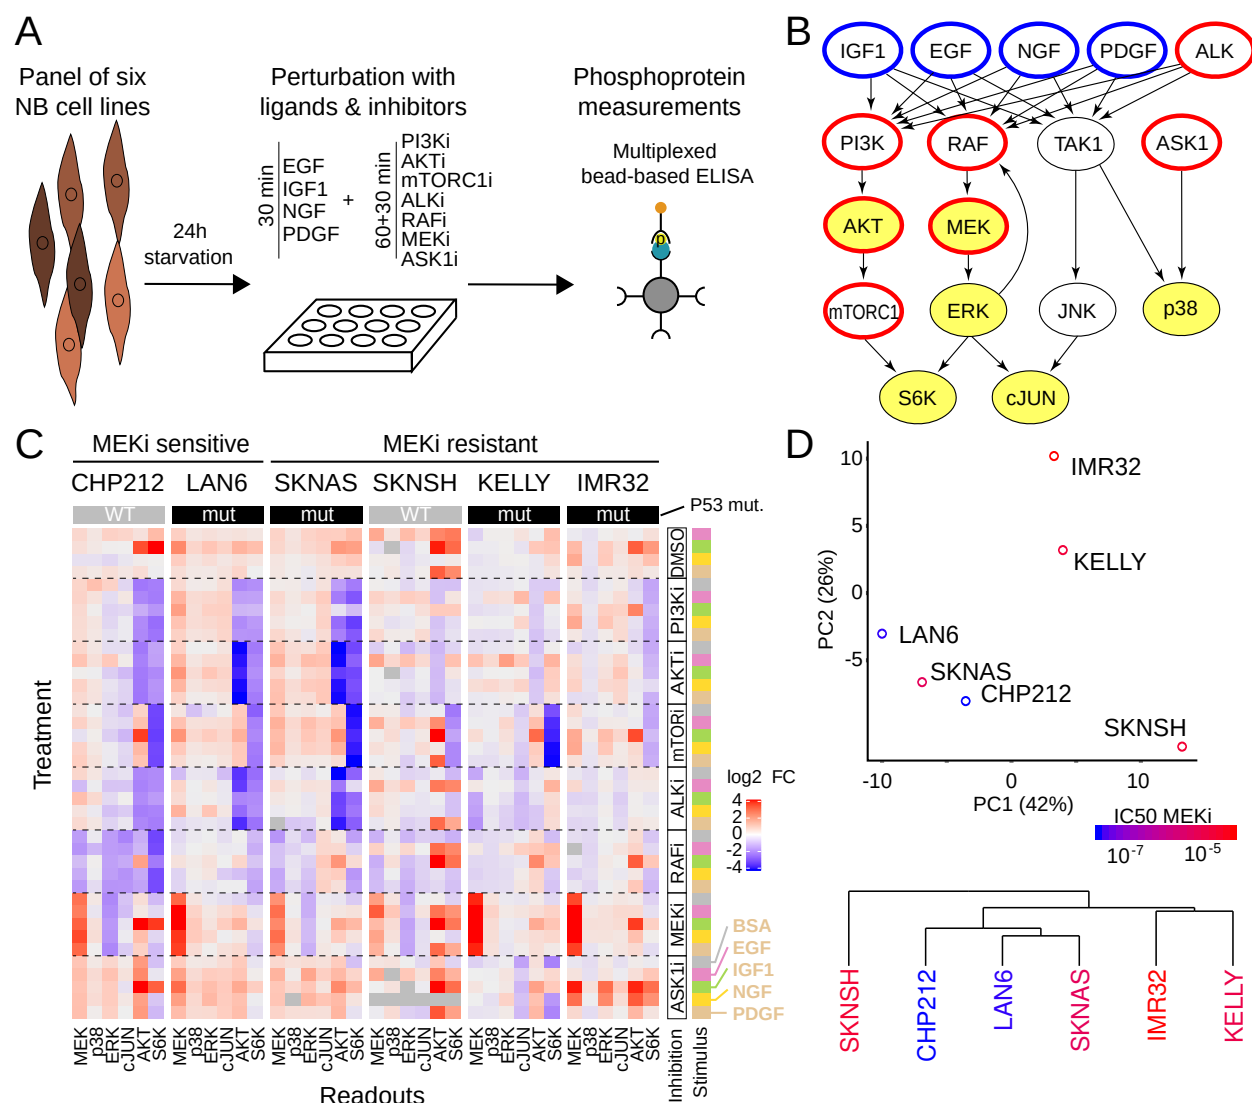 A
Panel of six
NB cell lines
24h
starvation
Perturbation with
ligands & inhibitors
30 min
EGF
IGF1
NGF
PDGF
+
60+30 min
PI3Ki
AKTi
mTORC1i
ALKi
RAFi
MEKi
ASK1i
Phosphoprotein
measurements
Multiplexed
bead-based ELISA
p
B
IGF1 EGF NGF PDGF ALK
PI3K RAF TAK1 ASK1
AKT MEK
mTORC1 ERK JNK p38
S6K cJUN
C
MEKi sensitive MEKi resistant
CHP212 LAN6 SKNAS SKNSH KELLY IMR32
WT mut mut WT mut mut
P53 mut.
Treatment
DMSO
PI3Ki
AKTi
mTORi
ALKi
RAFi
MEKi
ASK1i
log2 FC
4
2
0
-2
-4
BSA
EGF
IGF1
NGF
PDGF
MEK p38 ERK cJUN AKT S6K MEK p38 ERK cJUN AKT S6K MEK p38 ERK cJUN AKT S6K MEK p38 ERK cJUN AKT S6K MEK p38 ERK cJUN AKT S6K MEK p38 ERK cJUN AKT S6K
Inhibition
Stimulus
Readouts
D
10
5
0
-5
PC2 (26%)
IMR32
KELLY
LAN6
SKNAS
CHP212
SKNSH
-10 0 10
PC1 (42%)
IC50 MEKi
10-7 10-5
SKNSH CHP212 LAN6 SKNAS IMR32 KELLY